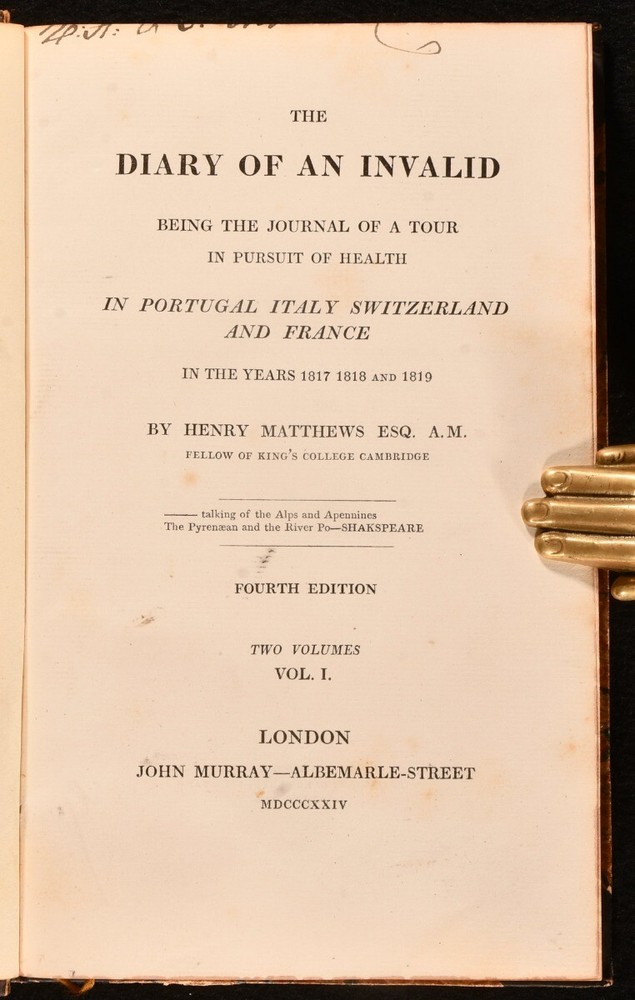 THE
DIARY OF AN INVALID
BEING THE JOURNAL OF A TOUR
IN PURSUIT OF HEALTH
IN PORTUGAL ITALY SWITZERLAND
AND FRANCE
IN THE YEARS 1817 1818 AND 1819
BY HENRY MATTHEWS ESQ. A.M.
FELLOW OF KING'S COLLEGE CAMBRIDGE
—— talking of the Alps and Apennines
The Pyrenæan and the River Po—SHAKSPEARE
FOURTH EDITION
TWO VOLUMES
VOL. I.
LONDON
JOHN MURRAY—ALBEMARLE-STREET
MDCCCXXIV